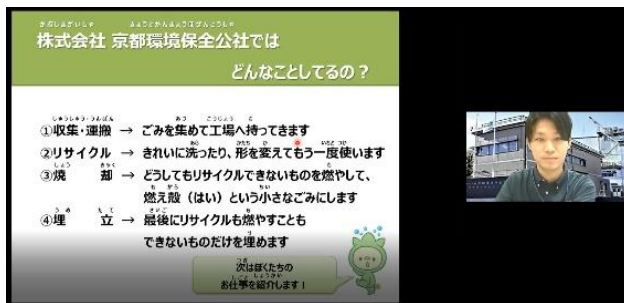 株式会社 京都環境保全公社では
どんなことしてるの？
①収集・運搬 → ごみを集めて工場へ持ってきます
②リサイクル → きれいに洗ったり、形を変えてもう一度使います
③焼 却 → どうしてもリサイクルできないものを燃やして、
燃え殻（はい）という小さなごみにします
④埋 立 → 最後にリサイクルも燃やすことも
できないものだけを埋めます
次はぼくたちの
お仕事を紹介します！